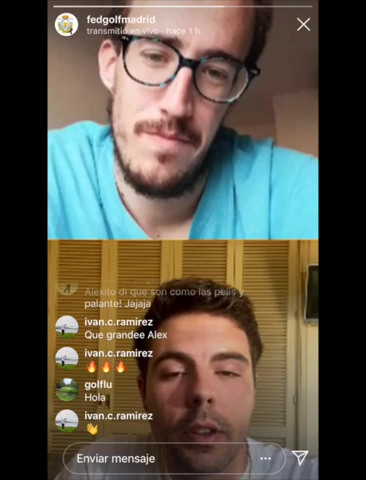 fedgolfmadrid
transmitió en vivo · hace 1 h
Alexito di que son como las pelis y
palante! Jajaja
ivan.c.ramirez
Que grandee Alex
ivan.c.ramirez
🔥🔥🔥
golflu
Hola
ivan.c.ramirez
👋
Enviar mensaje